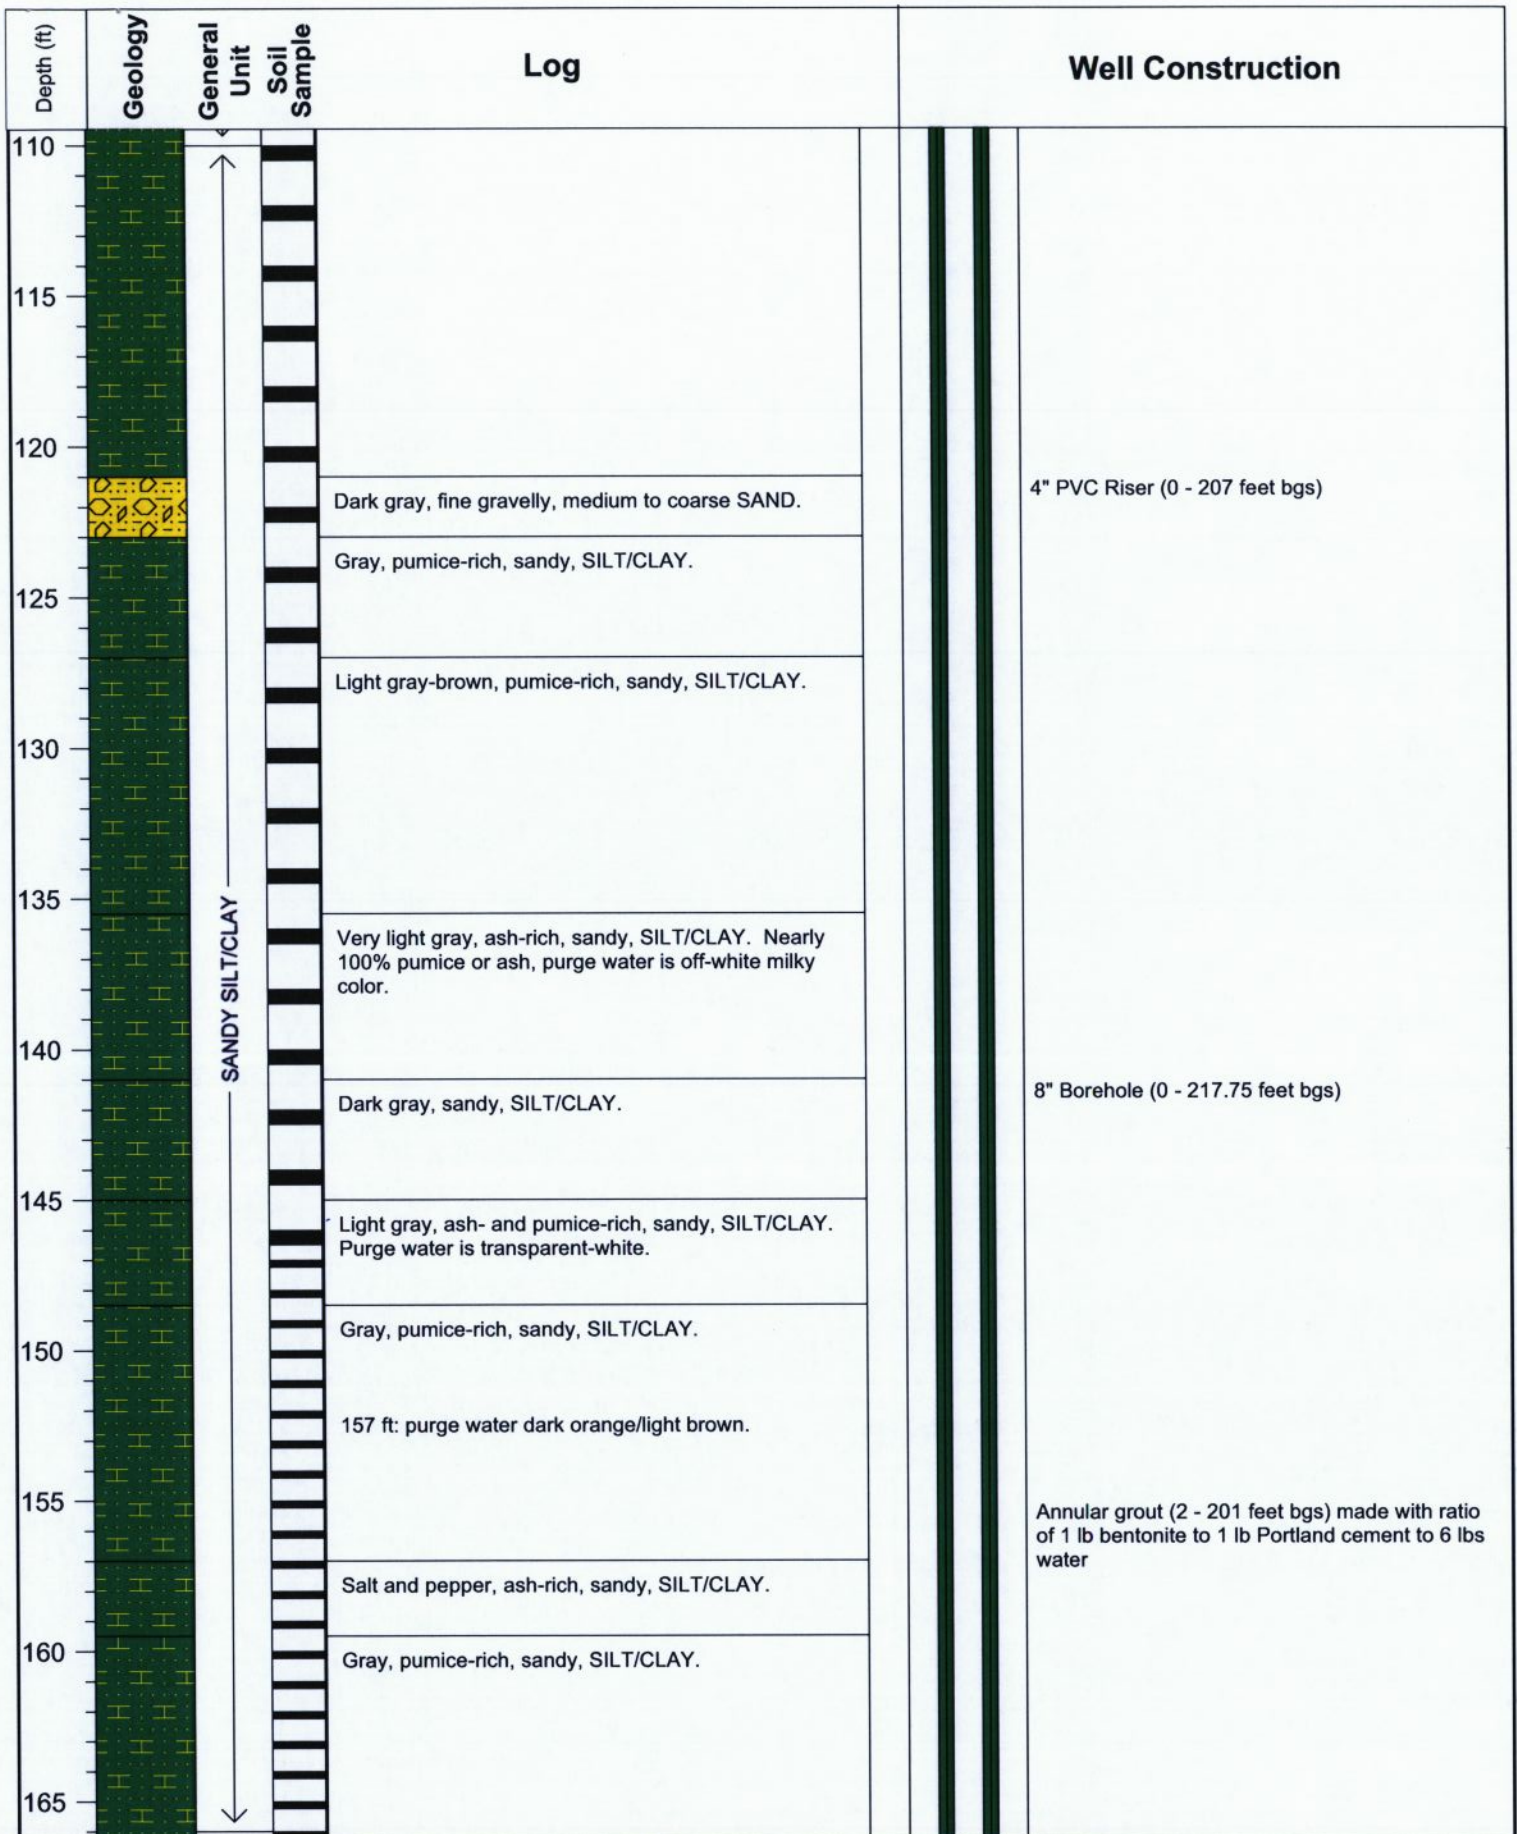 Depth (ft)
Geology
General
Unit
Soil
Sample
Log
Well Construction
110
115
120
Dark gray, fine gravelly, medium to coarse SAND.
4" PVC Riser (0 - 207 feet bgs)
Gray, pumice-rich, sandy, SILT/CLAY.
125
Light gray-brown, pumice-rich, sandy, SILT/CLAY.
130
135
SANDY SILT/CLAY
Very light gray, ash-rich, sandy, SILT/CLAY. Nearly
100% pumice or ash, purge water is off-white milky
color.
140
Dark gray, sandy, SILT/CLAY.
8" Borehole (0 - 217.75 feet bgs)
145
Light gray, ash- and pumice-rich, sandy, SILT/CLAY.
Purge water is transparent-white.
Gray, pumice-rich, sandy, SILT/CLAY.
150
157 ft: purge water dark orange/light brown.
155
Annular grout (2 - 201 feet bgs) made with ratio
of 1 lb bentonite to 1 lb Portland cement to 6 lbs
water
Salt and pepper, ash-rich, sandy, SILT/CLAY.
160
Gray, pumice-rich, sandy, SILT/CLAY.
165